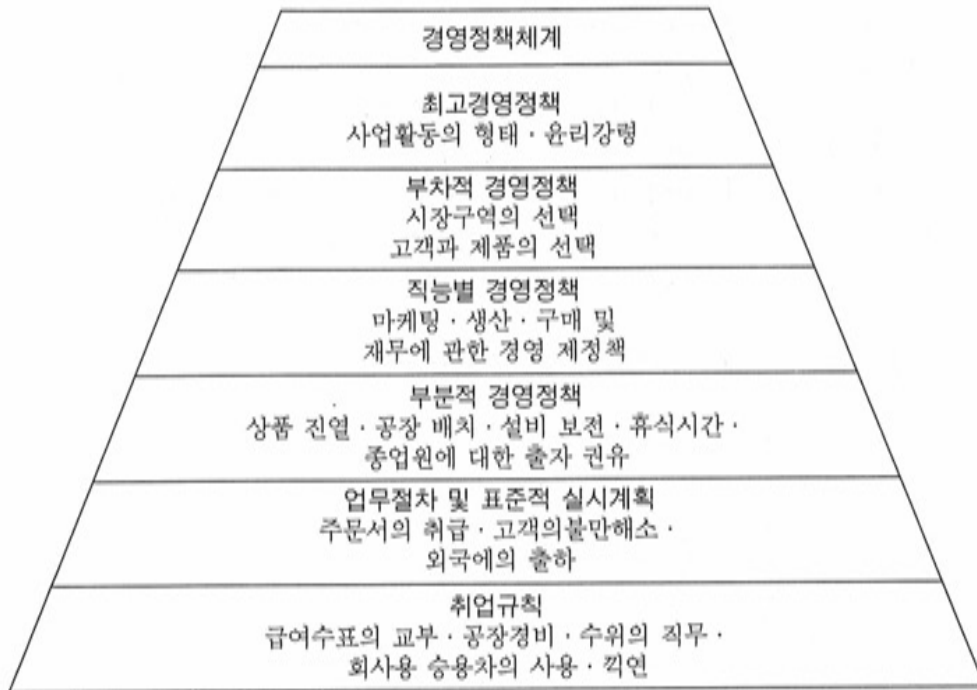 경영정책체계
최고경영정책
사업활동의 형태 · 윤리강령
부차적 경영정책
시장구역의 선택
고객과 제품의 선택
직능별 경영정책
마케팅 · 생산 · 구매 및
재무에 관한 경영 제정책
부분적 경영정책
상품 진열 · 공장 배치 · 설비 보전 · 휴식시간 ·
종업원에 대한 출자 권유
업무절차 및 표준적 실시계획
주문서의 취급 · 고객의불만해소 ·
외국에의 출하
취업규칙
급여수표의 교부 · 공장경비 · 수위의 직무 ·
회사용 승용차의 사용 · 끽연